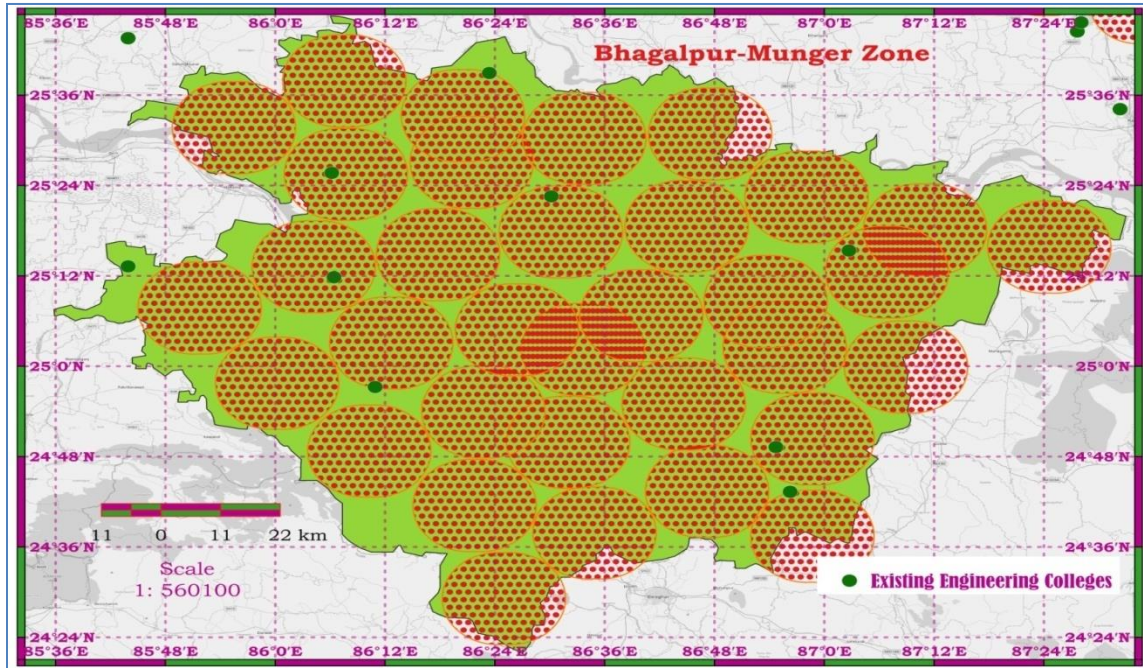 85°36'E 85°48'E 86°0'E 86°12'E 86°24'E 86°36'E 86°48'E 87°0'E 87°12'E 87°24'E
Bhagalpur-Munger Zone
25°36'N 25°36'N
25°24'N 25°24'N
25°12'N 25°12'N
25°0'N 25°0'N
24°48'N 24°48'N
11 0 11 22 km
24°36'N 24°36'N
Scale
1: 560100
Existing Engineering Colleges
24°24'N 24°24'N
85°36'E 85°48'E 86°0'E 86°12'E 86°24'E 86°36'E 86°48'E 87°0'E 87°12'E 87°24'E